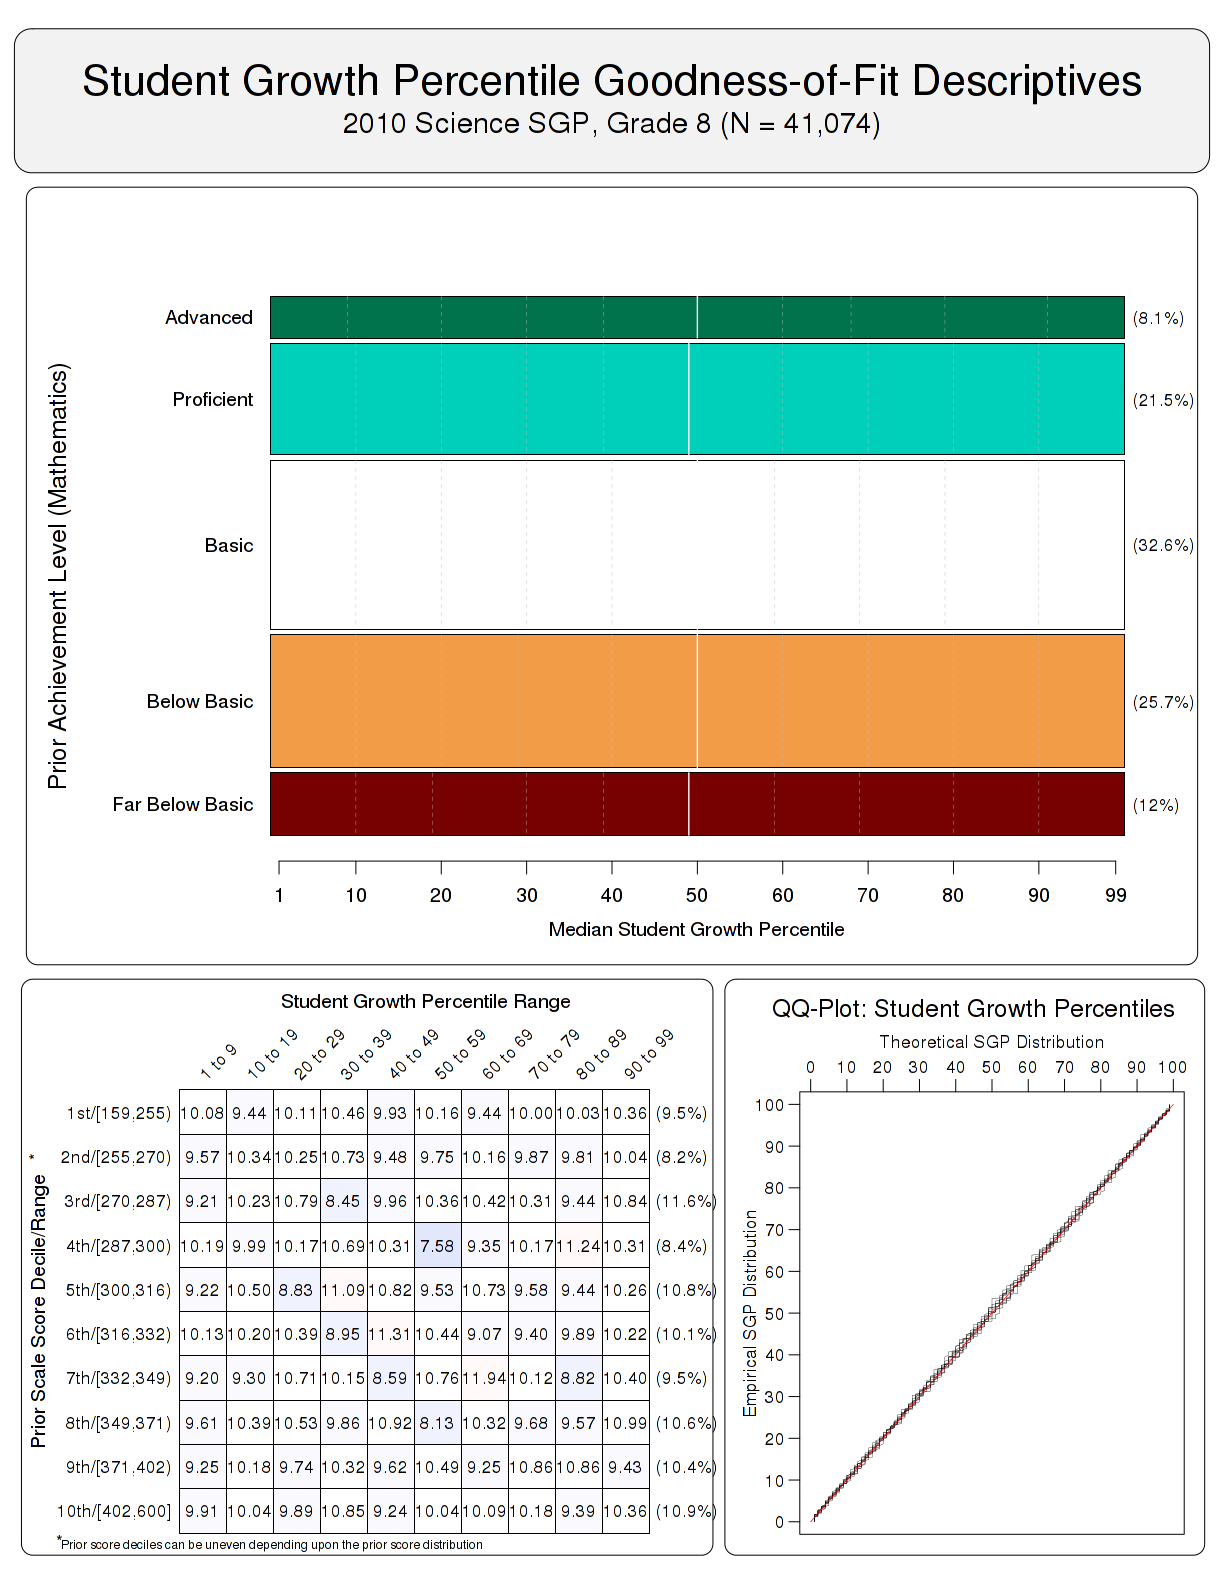 Student Growth Percentile Goodness-of-Fit Descriptives
2010 Science SGP, Grade 8 (N = 41,074)
Prior Achievement Level (Mathematics)
Advanced (8.1%)
Proficient (21.5%)
Basic (32.6%)
Below Basic (25.7%)
Far Below Basic (12%)
1 10 20 30 40 50 60 70 80 90 99
Median Student Growth Percentile
Student Growth Percentile Range
1 to 9 10 to 19 20 to 29 30 to 39 40 to 49 50 to 59 60 to 69 70 to 79 80 to 89 90 to 99
Prior Scale Score Decile/Range *
1st/[159,255) 10.08 9.44 10.11 10.46 9.93 10.16 9.44 10.00 10.03 10.36 (9.5%)
2nd/[255,270) 9.57 10.34 10.25 10.73 9.48 9.75 10.16 9.87 9.81 10.04 (8.2%)
3rd/[270,287) 9.21 10.23 10.79 8.45 9.96 10.36 10.42 10.31 9.44 10.84 (11.6%)
4th/[287,300) 10.19 9.99 10.17 10.69 10.31 7.58 9.35 10.17 11.24 10.31 (8.4%)
5th/[300,316) 9.22 10.50 8.83 11.09 10.82 9.53 10.73 9.58 9.44 10.26 (10.8%)
6th/[316,332) 10.13 10.20 10.39 8.95 11.31 10.44 9.07 9.40 9.89 10.22 (10.1%)
7th/[332,349) 9.20 9.30 10.71 10.15 8.59 10.76 11.94 10.12 8.82 10.40 (9.5%)
8th/[349,371) 9.61 10.39 10.53 9.86 10.92 8.13 10.32 9.68 9.57 10.99 (10.6%)
9th/[371,402) 9.25 10.18 9.74 10.32 9.62 10.49 9.25 10.86 10.86 9.43 (10.4%)
10th/[402,600] 9.91 10.04 9.89 10.85 9.24 10.04 10.09 10.18 9.39 10.36 (10.9%)
*Prior score deciles can be uneven depending upon the prior score distribution
QQ-Plot: Student Growth Percentiles
Theoretical SGP Distribution
0 10 20 30 40 50 60 70 80 90 100
Empirical SGP Distribution
100
90
80
70
60
50
40
30
20
10
0